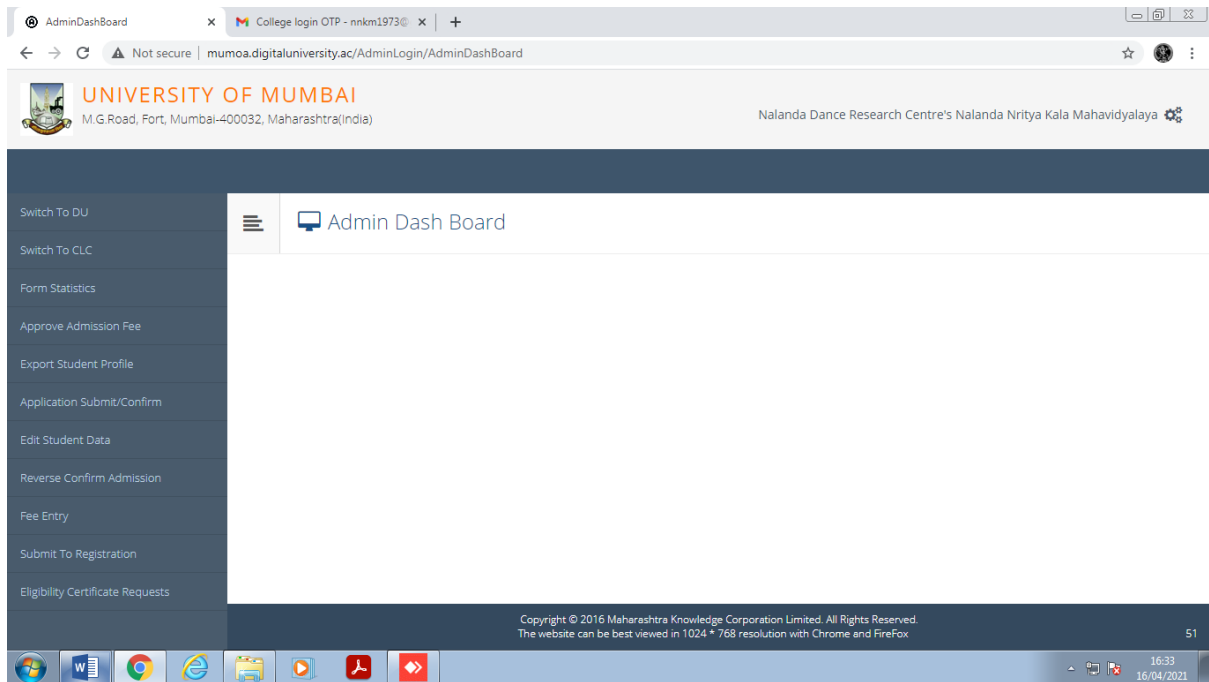 AdminDashBoard
College login OTP - nnkm1973@
Not secure | mumoa.digitaluniversity.ac/AdminLogin/AdminDashBoard
UNIVERSITY OF MUMBAI
M.G.Road, Fort, Mumbai-400032, Maharashtra(India)
Nalanda Dance Research Centre's Nalanda Nritya Kala Mahavidyalaya
Switch To DU
Admin Dash Board
Switch To CLC
Form Statistics
Approve Admission Fee
Export Student Profile
Application Submit/Confirm
Edit Student Data
Reverse Confirm Admission
Fee Entry
Submit To Registration
Eligibility Certificate Requests
Copyright © 2016 Maharashtra Knowledge Corporation Limited. All Rights Reserved.
The website can be best viewed in 1024 * 768 resolution with Chrome and FireFox
51
16:33
16/04/2021